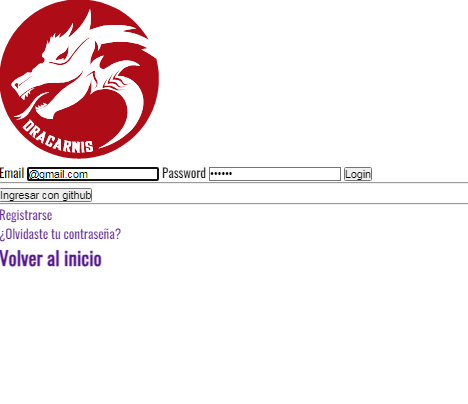 DRACARNIS
Email @gmail.com Password •••••• Login
Ingresar con github
Registrarse
¿Olvidaste tu contraseña?
Volver al inicio